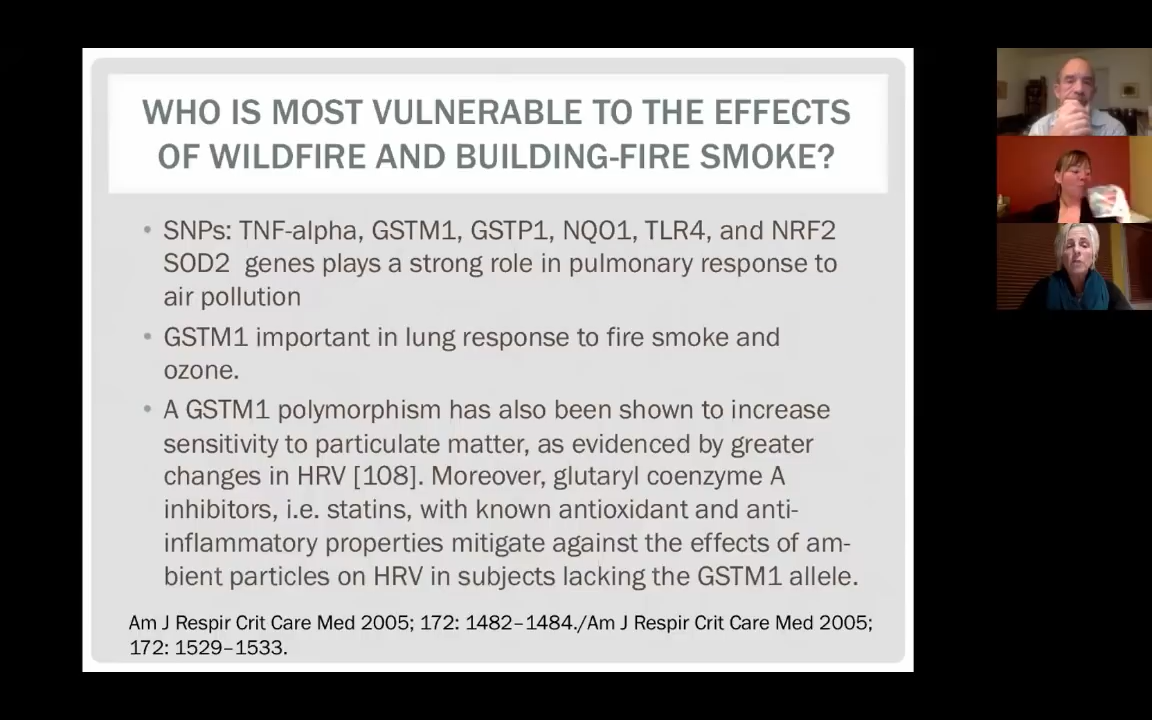 WHO IS MOST VULNERABLE TO THE EFFECTS
OF WILDFIRE AND BUILDING-FIRE SMOKE?
• SNPs: TNF-alpha, GSTM1, GSTP1, NQO1, TLR4, and NRF2
SOD2 genes plays a strong role in pulmonary response to
air pollution
• GSTM1 important in lung response to fire smoke and
ozone.
• A GSTM1 polymorphism has also been shown to increase
sensitivity to particulate matter, as evidenced by greater
changes in HRV [108]. Moreover, glutaryl coenzyme A
inhibitors, i.e. statins, with known antioxidant and anti-
inflammatory properties mitigate against the effects of am-
bient particles on HRV in subjects lacking the GSTM1 allele.
Am J Respir Crit Care Med 2005; 172: 1482–1484./Am J Respir Crit Care Med 2005;
172: 1529–1533.